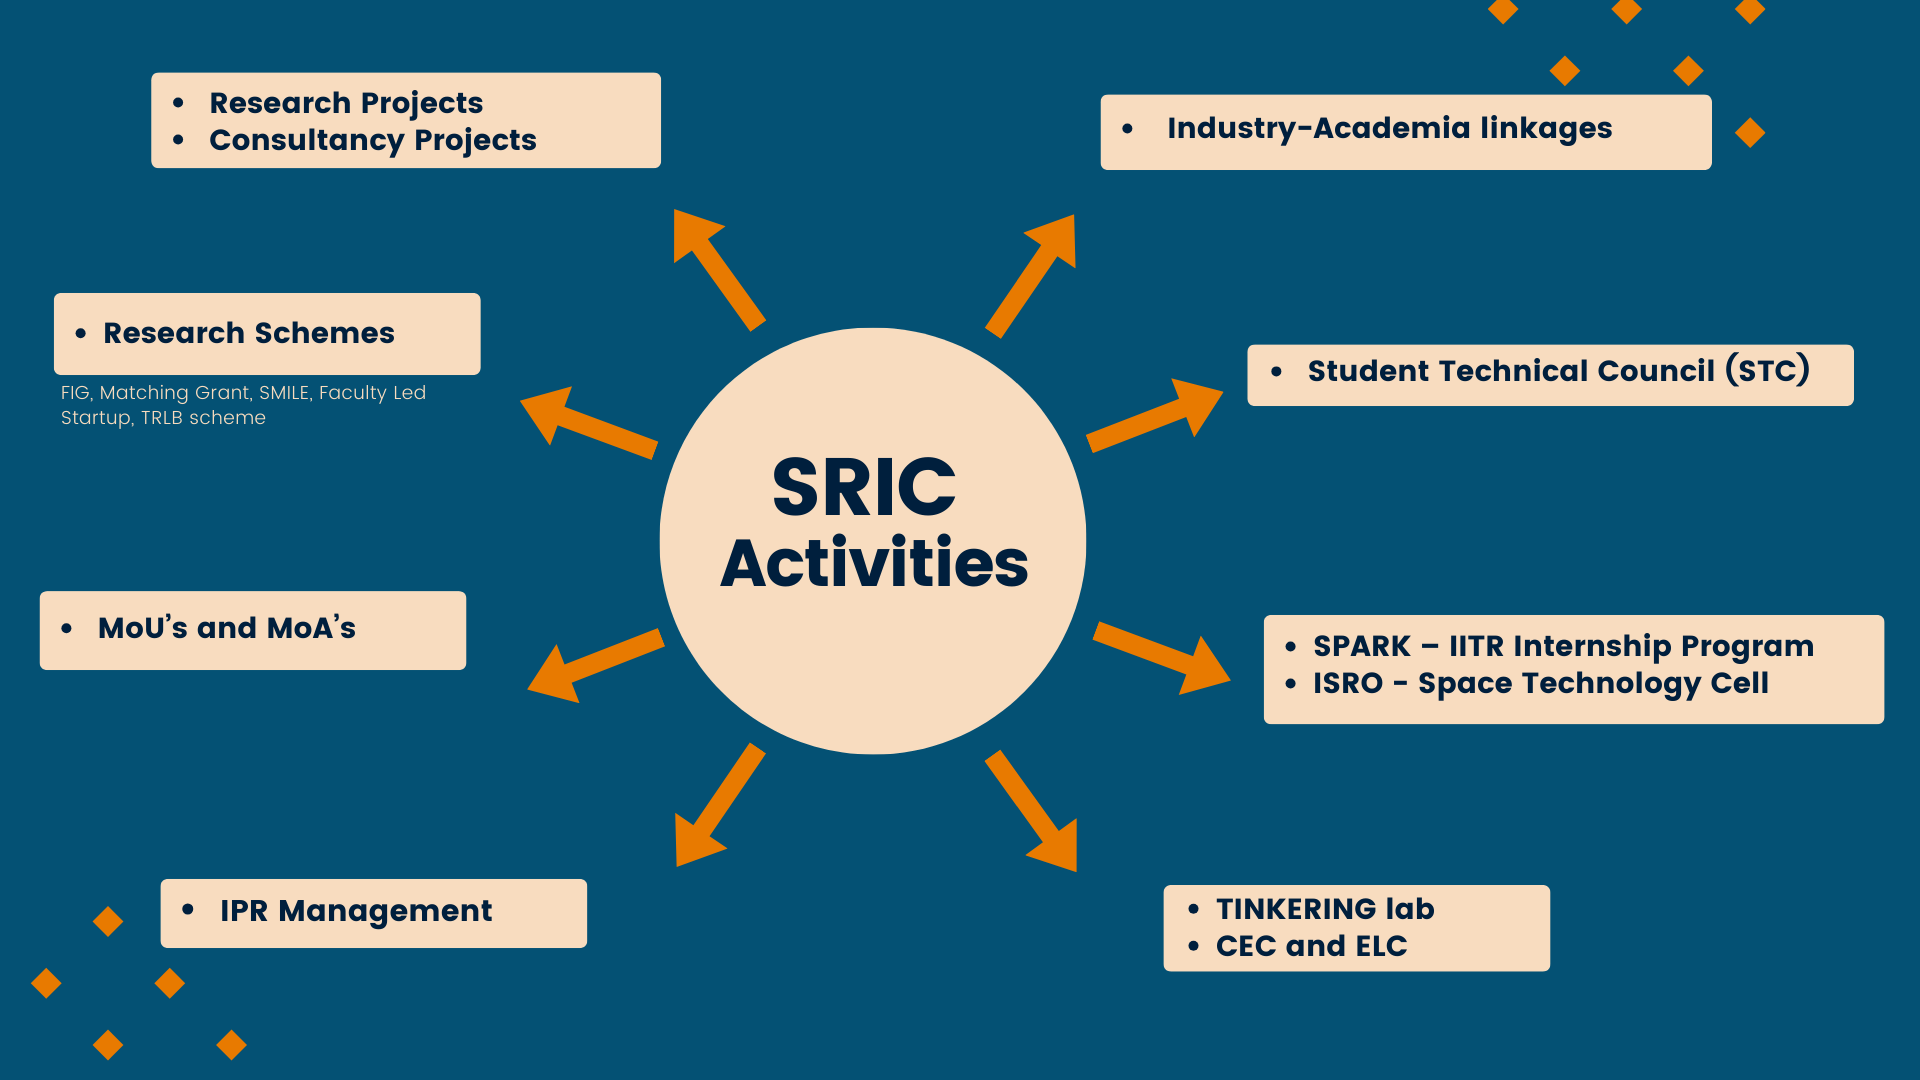 • Research Projects
• Consultancy Projects
• Industry-Academia linkages
• Research Schemes
FIG, Matching Grant, SMILE, Faculty Led
Startup, TRLB scheme
• Student Technical Council (STC)
SRIC
Activities
• MoU's and MoA's
• SPARK – IITR Internship Program
• ISRO - Space Technology Cell
• IPR Management
• TINKERING lab
• CEC and ELC